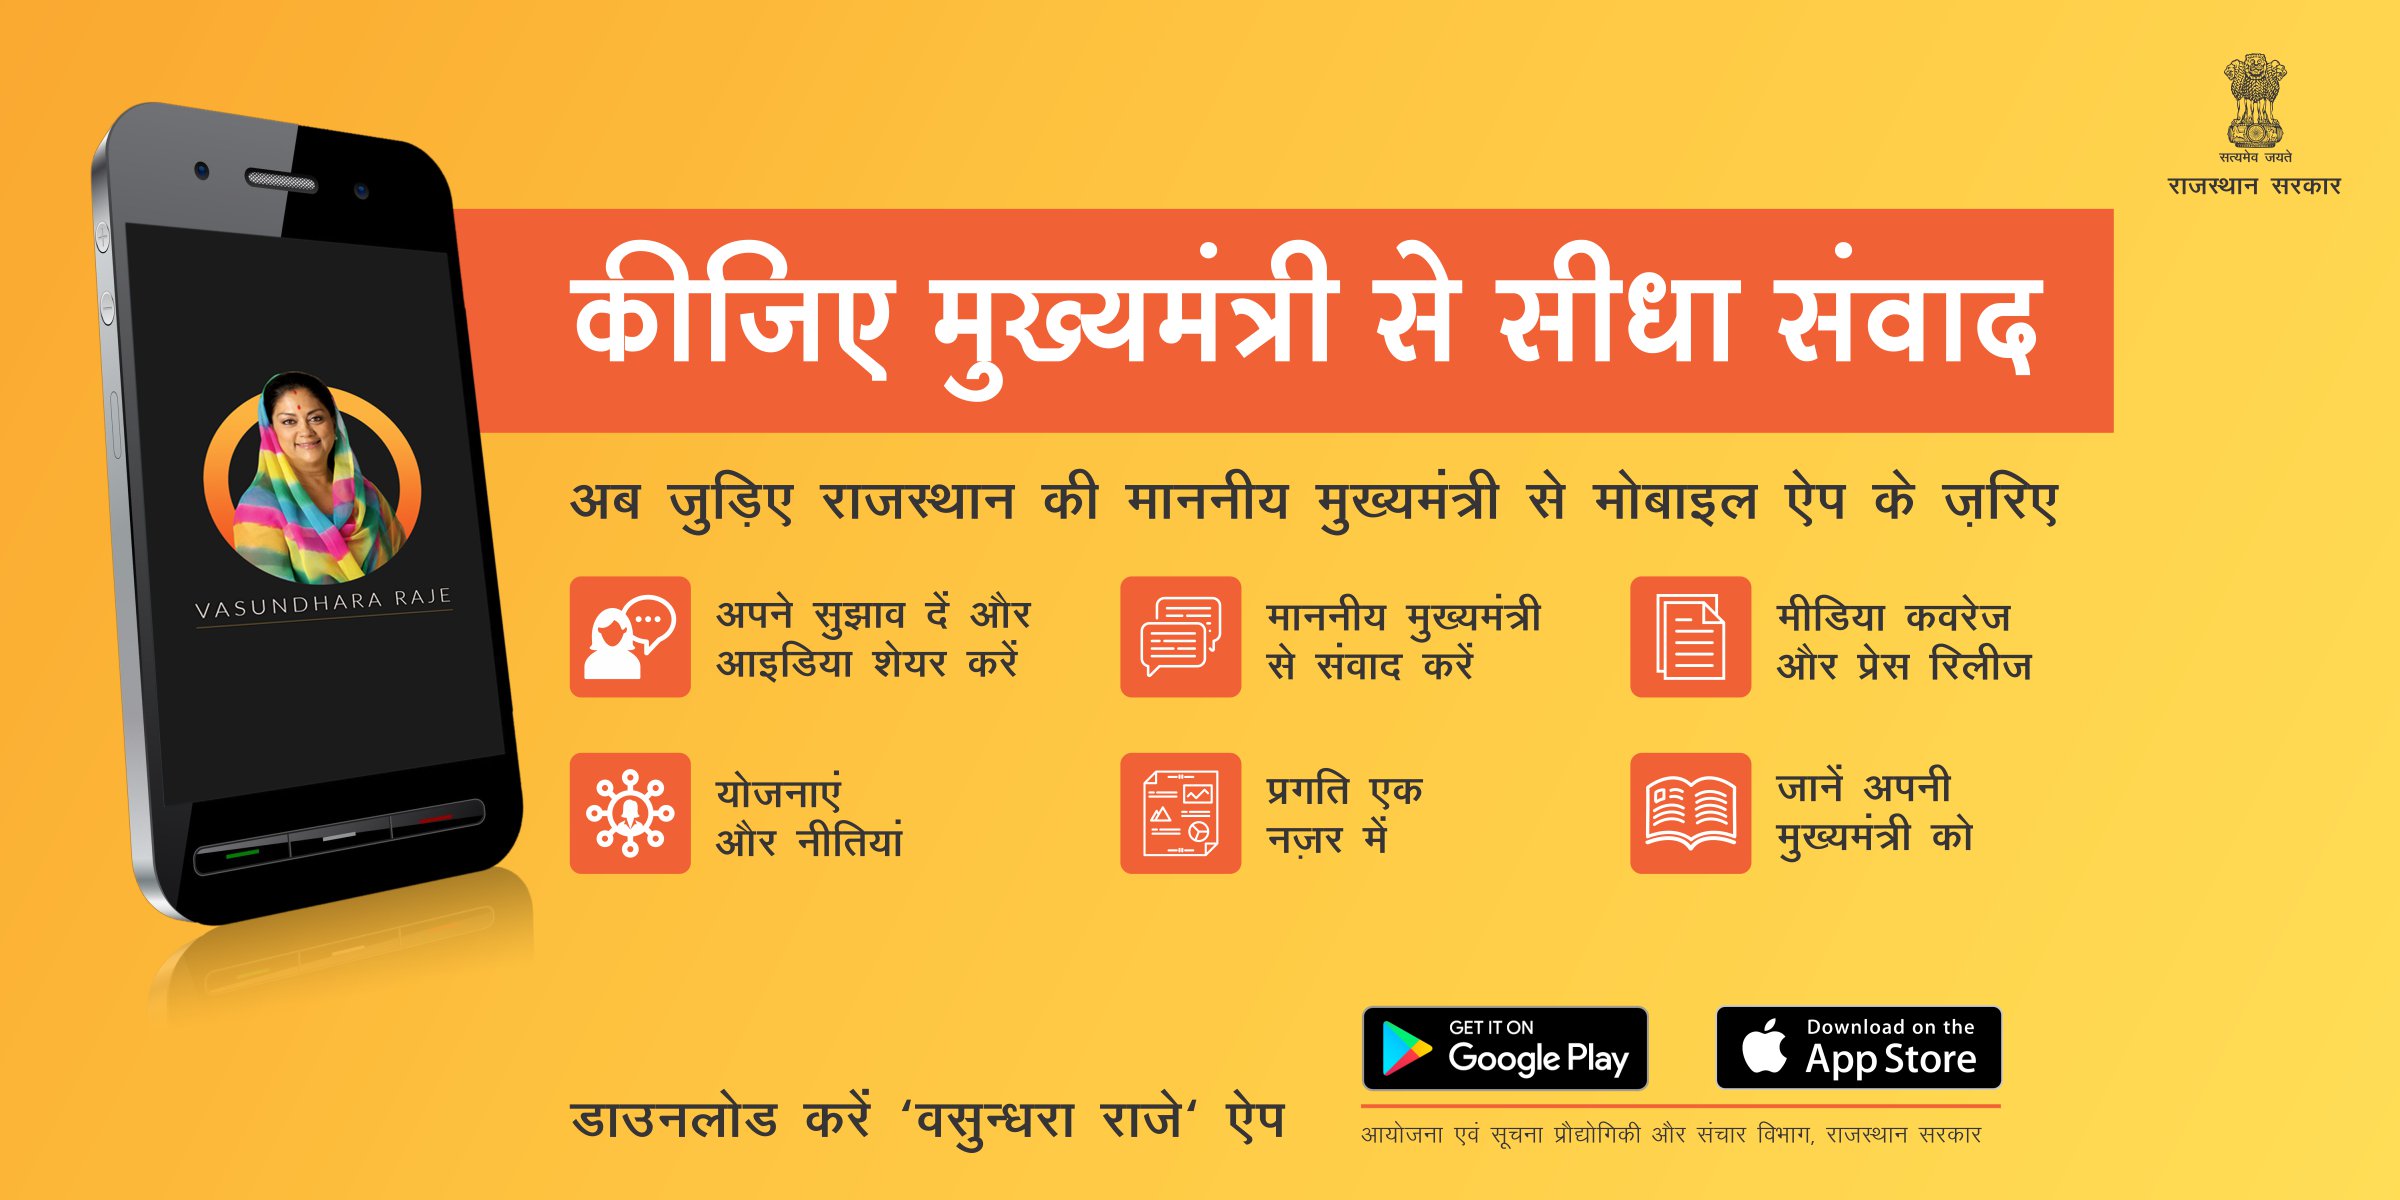 सत्यमेव जयते
राजस्थान सरकार
कीजिए मुख्यमंत्री से सीधा संवाद
अब जुड़िए राजस्थान की माननीय मुख्यमंत्री से मोबाइल ऐप के ज़रिए
VASUNDHARA RAJE
अपने सुझाव दें और
आइडिया शेयर करें
माननीय मुख्यमंत्री
से संवाद करें
मीडिया कवरेज
और प्रेस रिलीज
योजनाएं
और नीतियां
प्रगति एक
नज़र में
जानें अपनी
मुख्यमंत्री को
डाउनलोड करें ‘वसुन्धरा राजे‘ ऐप
GET IT ON
Google Play
Download on the
App Store
आयोजना एवं सूचना प्रौद्योगिकी और संचार विभाग, राजस्थान सरकार